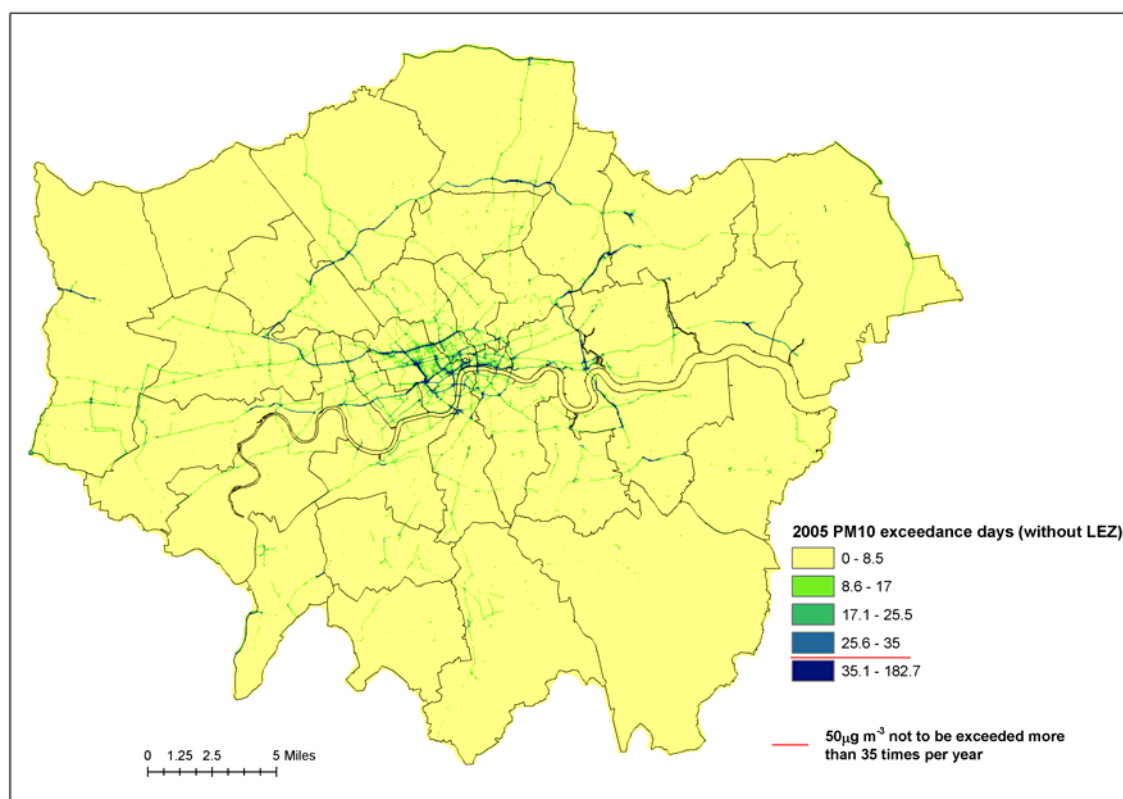 2005 PM10 exceedance days (without LEZ)
0 - 8.5
8.6 - 17
17.1 - 25.5
25.6 - 35
35.1 - 182.7
50µg m⁻³ not to be exceeded more
than 35 times per year
0 1.25 2.5 5 Miles